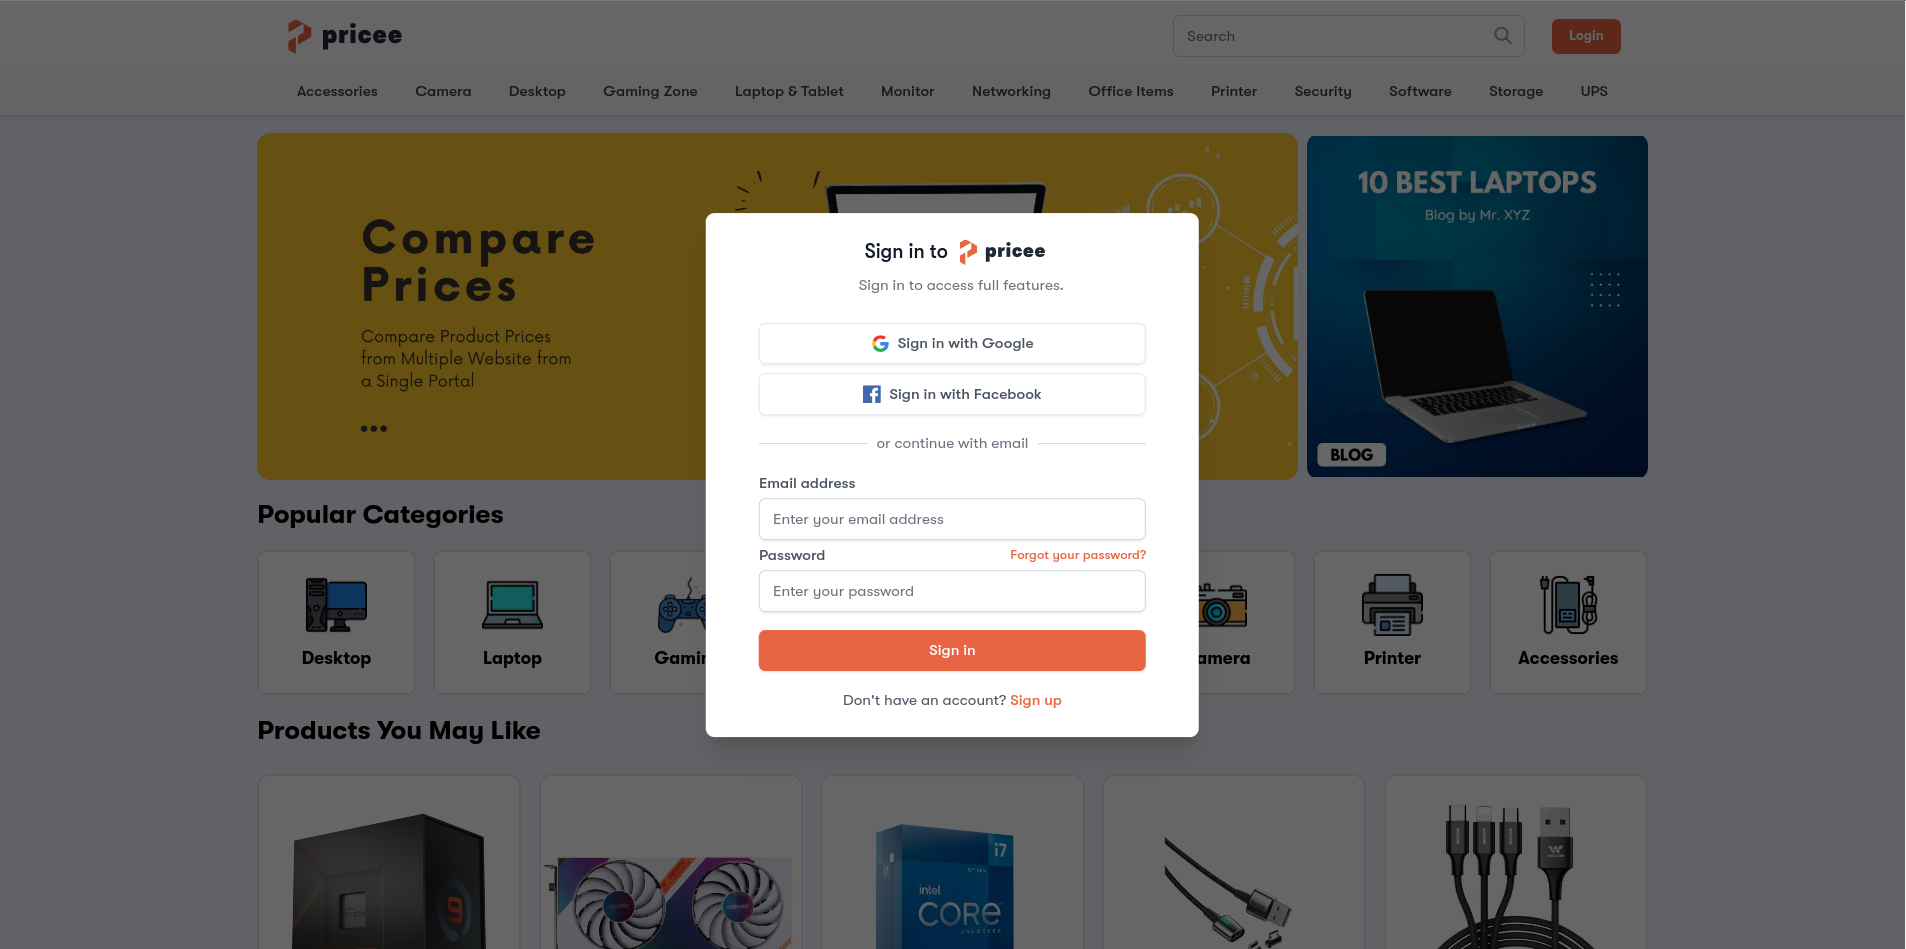 pricee
Search
Login
Accessories Camera Desktop Gaming Zone Laptop & Tablet Monitor Networking Office Items Printer Security Software Storage UPS
Compare
Prices
Compare Product Prices
from Multiple Website from
a Single Portal
10 BEST LAPTOPS
Blog by Mr. XYZ
BLOG
Sign in to pricee
Sign in to access full features.
Sign in with Google
Sign in with Facebook
or continue with email
Email address
Enter your email address
Password Forgot your password?
Enter your password
Sign in
Don't have an account? Sign up
Popular Categories
Desktop Laptop Printer Accessories
Products You May Like
9
i7
intel
CORE
UNLOCKED